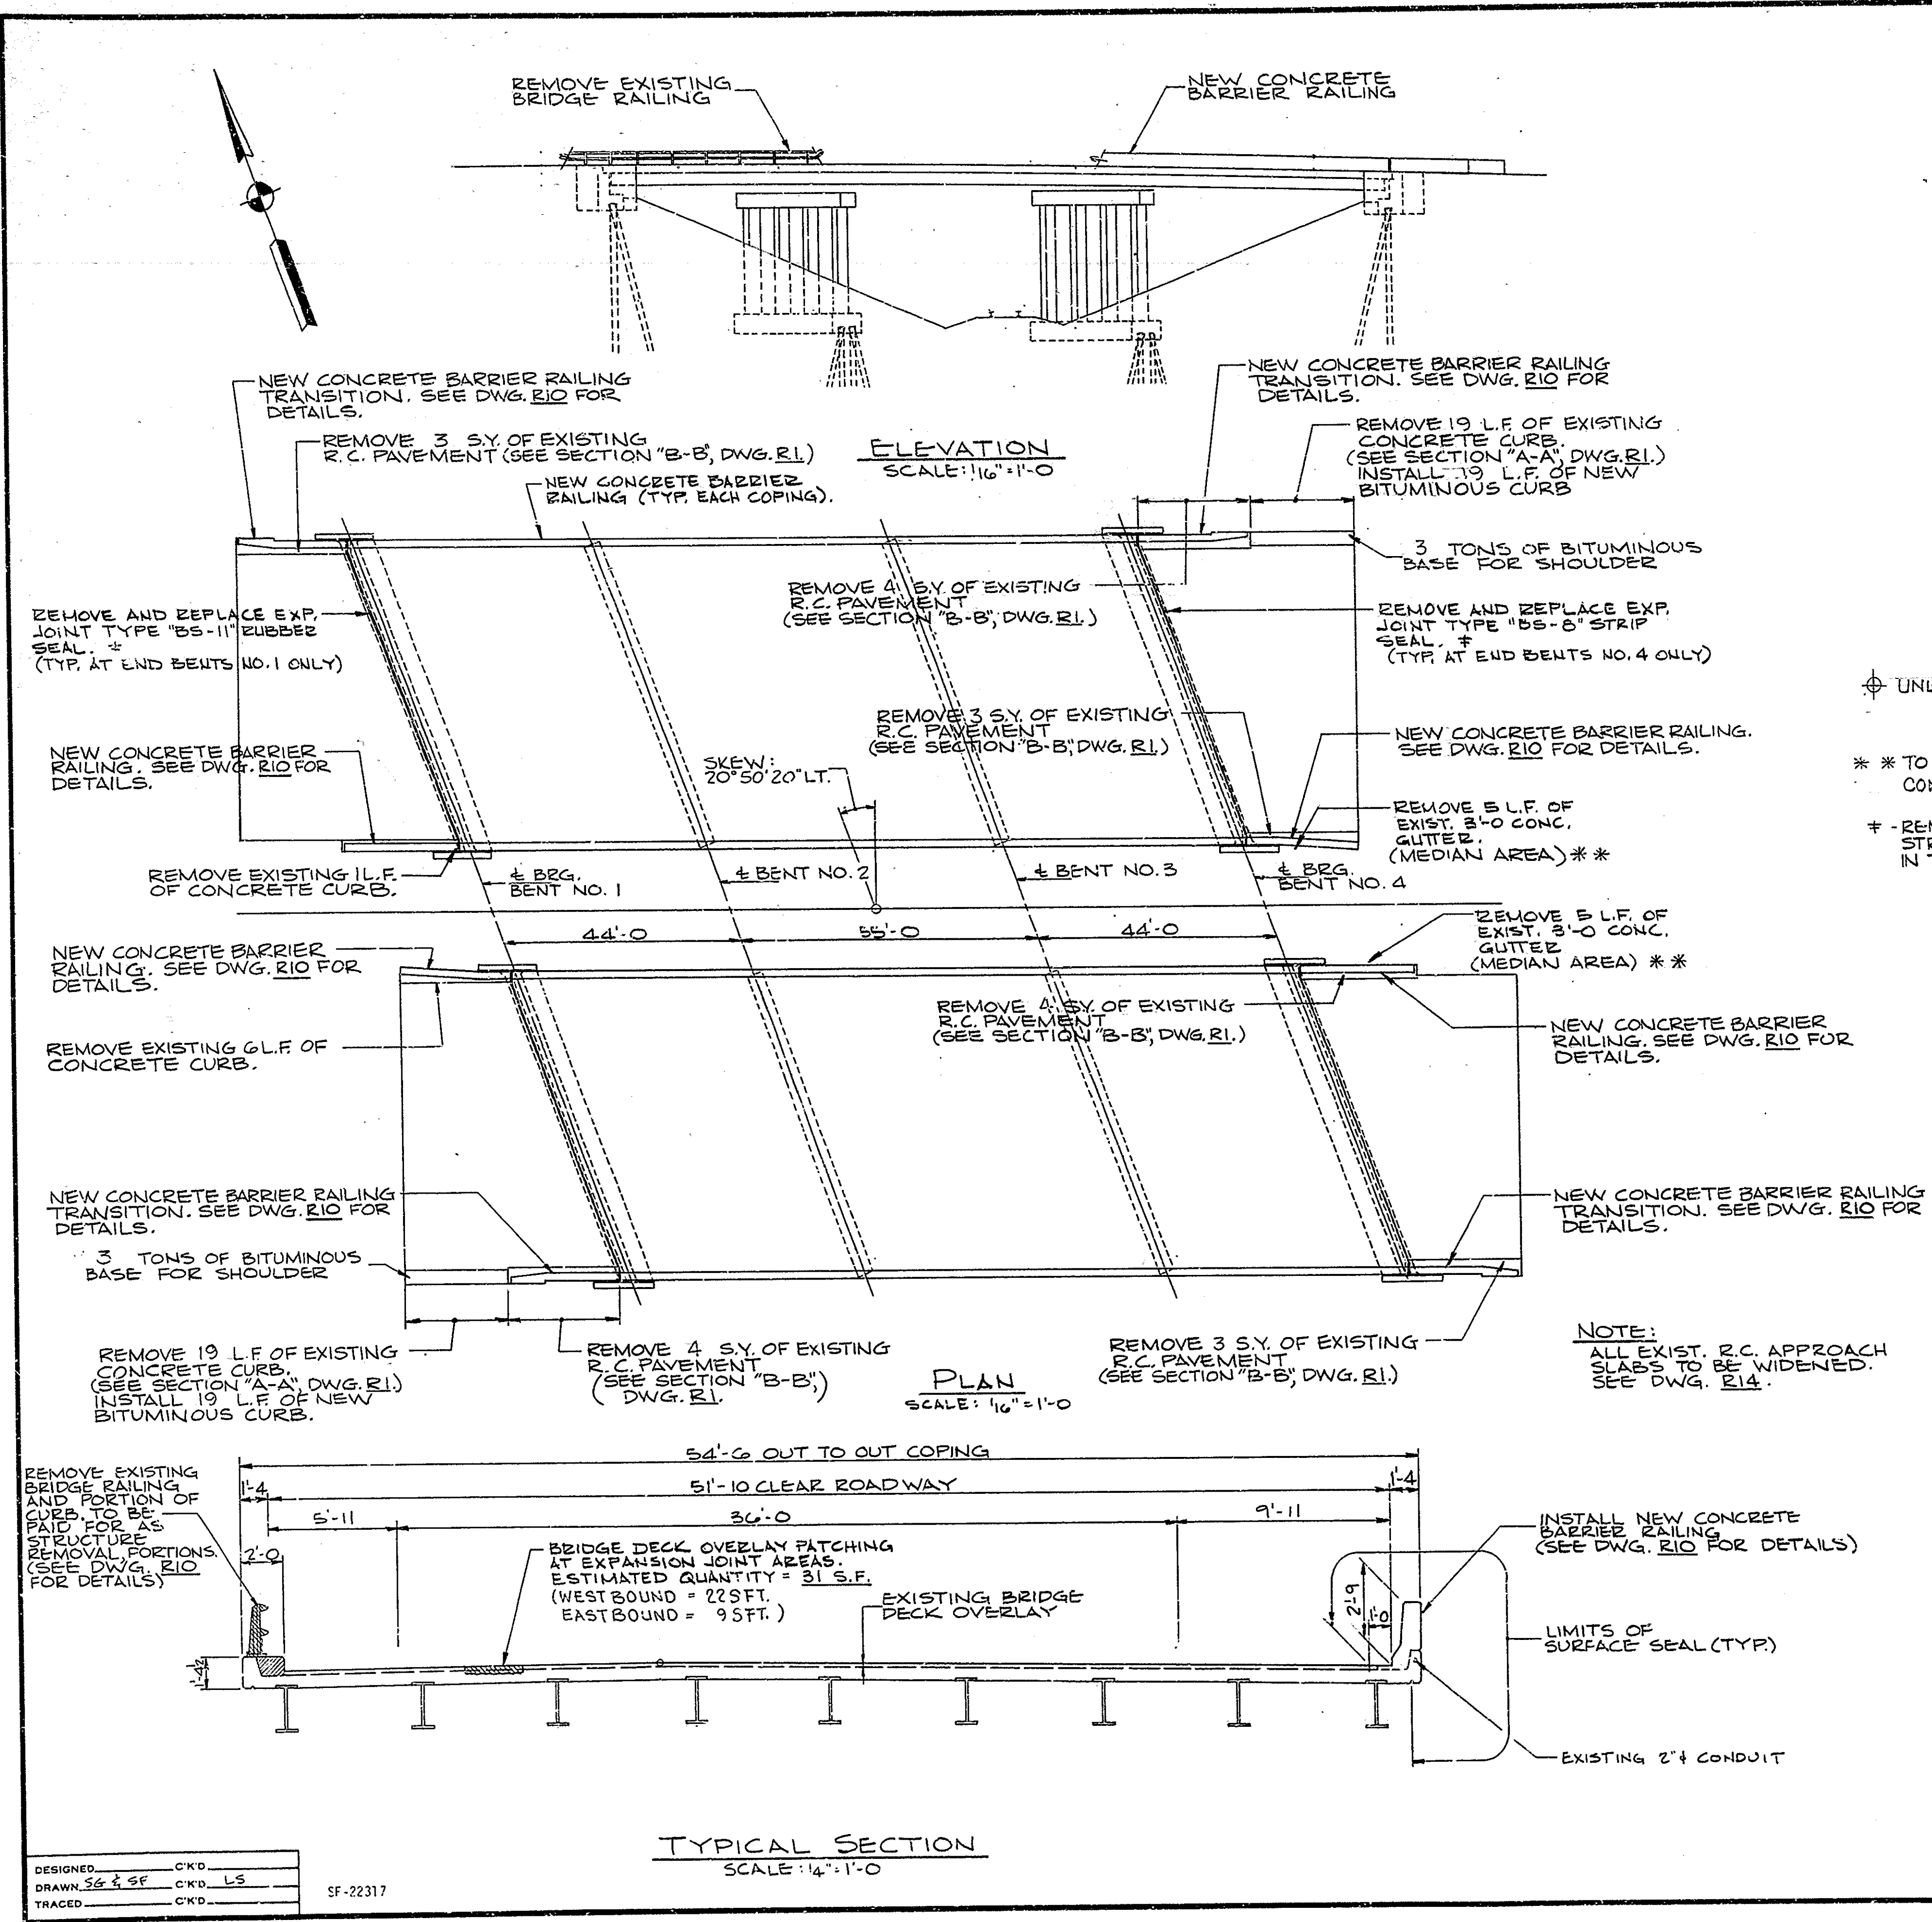 REMOVE EXISTING
BRIDGE RAILING
NEW CONCRETE
BARRIER RAILING
NEW CONCRETE BARRIER RAILING
TRANSITION. SEE DWG. R10 FOR
DETAILS.
REMOVE 3 S.Y. OF EXISTING
R.C. PAVEMENT (SEE SECTION "B-B", DWG. R1.)
NEW CONCRETE BARRIER
RAILING (TYP. EACH COPING).
ELEVATION
SCALE: 1/16" = 1'-0
NEW CONCRETE BARRIER RAILING
TRANSITION. SEE DWG. R10 FOR
DETAILS.
REMOVE 19 L.F. OF EXISTING
CONCRETE CURB.
(SEE SECTION "A-A", DWG. R1.)
INSTALL 19 L.F. OF NEW
BITUMINOUS CURB
3 TONS OF BITUMINOUS
BASE FOR SHOULDER
REMOVE 4 S.Y. OF EXISTING
R.C. PAVEMENT
(SEE SECTION "B-B", DWG. R1.)
REMOVE AND REPLACE EXP.
JOINT TYPE "BS-11" RUBBER
SEAL. ‡
(TYP. AT END BENTS NO. 1 ONLY)
REMOVE AND REPLACE EXP.
JOINT TYPE "BS-8" STRIP
SEAL. ‡
(TYP. AT END BENTS NO. 4 ONLY)
UNL
REMOVE 3 S.Y. OF EXISTING
R.C. PAVEMENT
(SEE SECTION "B-B", DWG. R1.)
NEW CONCRETE BARRIER
RAILING. SEE DWG. R10 FOR
DETAILS.
SKEW:
20°50'20" LT.
NEW CONCRETE BARRIER RAILING.
SEE DWG. R10 FOR DETAILS.
* * TO
CON
REMOVE 5 L.F. OF
EXIST. 3'-0 CONC.
GUTTER.
(MEDIAN AREA) * *
‡ - REM
STR
IN T
REMOVE EXISTING 1 L.F.
OF CONCRETE CURB.
℄ BRG.
BENT NO. 1
℄ BENT NO. 2
℄ BENT NO. 3
℄ BRG.
BENT NO. 4
44'-0
55'-0
44'-0
REMOVE 5 L.F. OF
EXIST. 3'-0 CONC.
GUTTER
(MEDIAN AREA) * *
NEW CONCRETE BARRIER
RAILING. SEE DWG. R10 FOR
DETAILS.
REMOVE 4 S.Y. OF EXISTING
R.C. PAVEMENT
(SEE SECTION "B-B", DWG. R1.)
REMOVE EXISTING 6 L.F. OF
CONCRETE CURB.
NEW CONCRETE BARRIER
RAILING. SEE DWG. R10 FOR
DETAILS.
NEW CONCRETE BARRIER RAILING
TRANSITION. SEE DWG. R10 FOR
DETAILS.
NEW CONCRETE BARRIER RAILING
TRANSITION. SEE DWG. R10 FOR
DETAILS.
3 TONS OF BITUMINOUS
BASE FOR SHOULDER
REMOVE 19 L.F. OF EXISTING
CONCRETE CURB.
(SEE SECTION "A-A", DWG. R1.)
INSTALL 19 L.F. OF NEW
BITUMINOUS CURB.
REMOVE 4 S.Y. OF EXISTING
R.C. PAVEMENT
(SEE SECTION "B-B",)
DWG. R1.
PLAN
SCALE: 1/16" = 1'-0
REMOVE 3 S.Y. OF EXISTING
R.C. PAVEMENT
(SEE SECTION "B-B", DWG. R1.)
NOTE:
ALL EXIST. R.C. APPROACH
SLABS TO BE WIDENED.
SEE DWG. R14.
54'-6 OUT TO OUT COPING
1'-4
51'-10 CLEAR ROADWAY
1'-4
5'-11
36'-0
9'-11
REMOVE EXISTING
BRIDGE RAILING
AND PORTION OF
CURB. TO BE
PAID FOR AS
STRUCTURE
REMOVAL, PORTIONS.
(SEE DWG. R10
FOR DETAILS)
2'-0
BRIDGE DECK OVERLAY PATCHING
AT EXPANSION JOINT AREAS.
ESTIMATED QUANTITY = 31 S.F.
(WEST BOUND = 22 SFT.
EAST BOUND = 9 SFT.)
EXISTING BRIDGE
DECK OVERLAY
2'-9
1'-0
INSTALL NEW CONCRETE
BARRIER RAILING
(SEE DWG. R10 FOR DETAILS)
LIMITS OF
SURFACE SEAL (TYP.)
1'-4½
EXISTING 2"ϕ CONDUIT
TYPICAL SECTION
SCALE: 1/4" = 1'-0
DESIGNED C'K'D
DRAWN SG & SF C'K'D LS
TRACED C'K'D
SF-22317